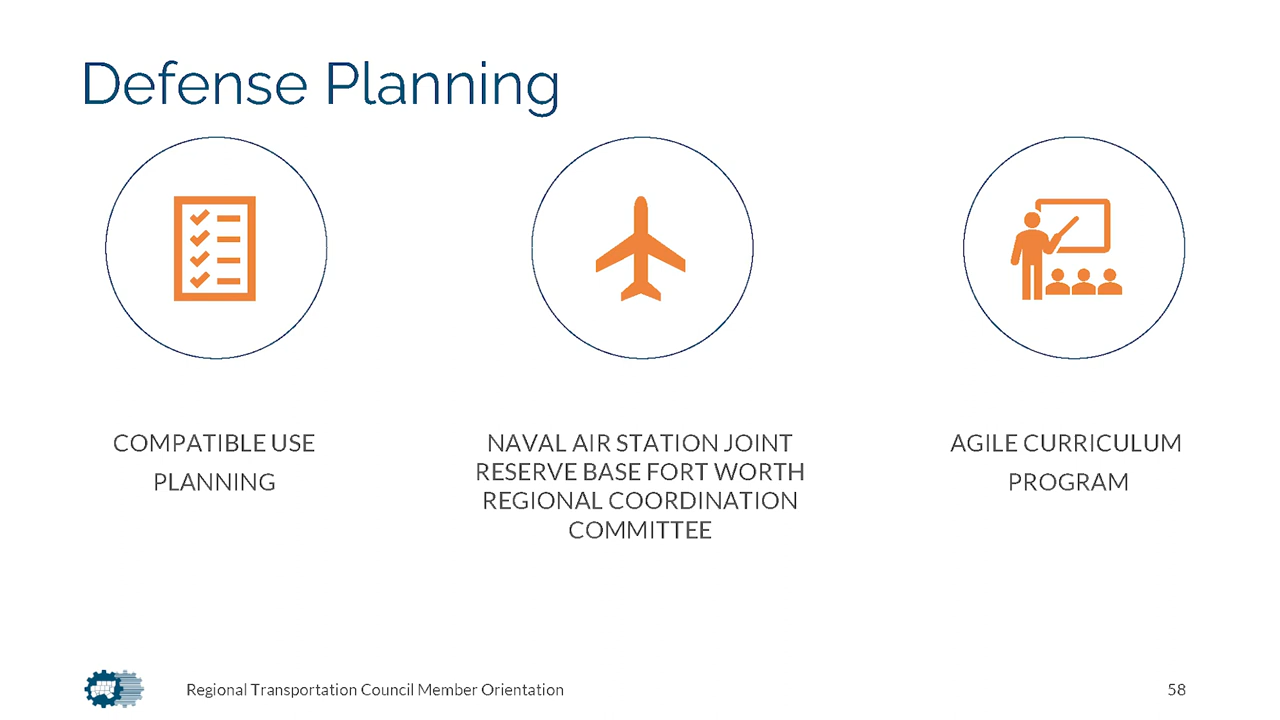 Defense Planning
COMPATIBLE USE
PLANNING
NAVAL AIR STATION JOINT
RESERVE BASE FORT WORTH
REGIONAL COORDINATION
COMMITTEE
AGILE CURRICULUM
PROGRAM
Regional Transportation Council Member Orientation
58